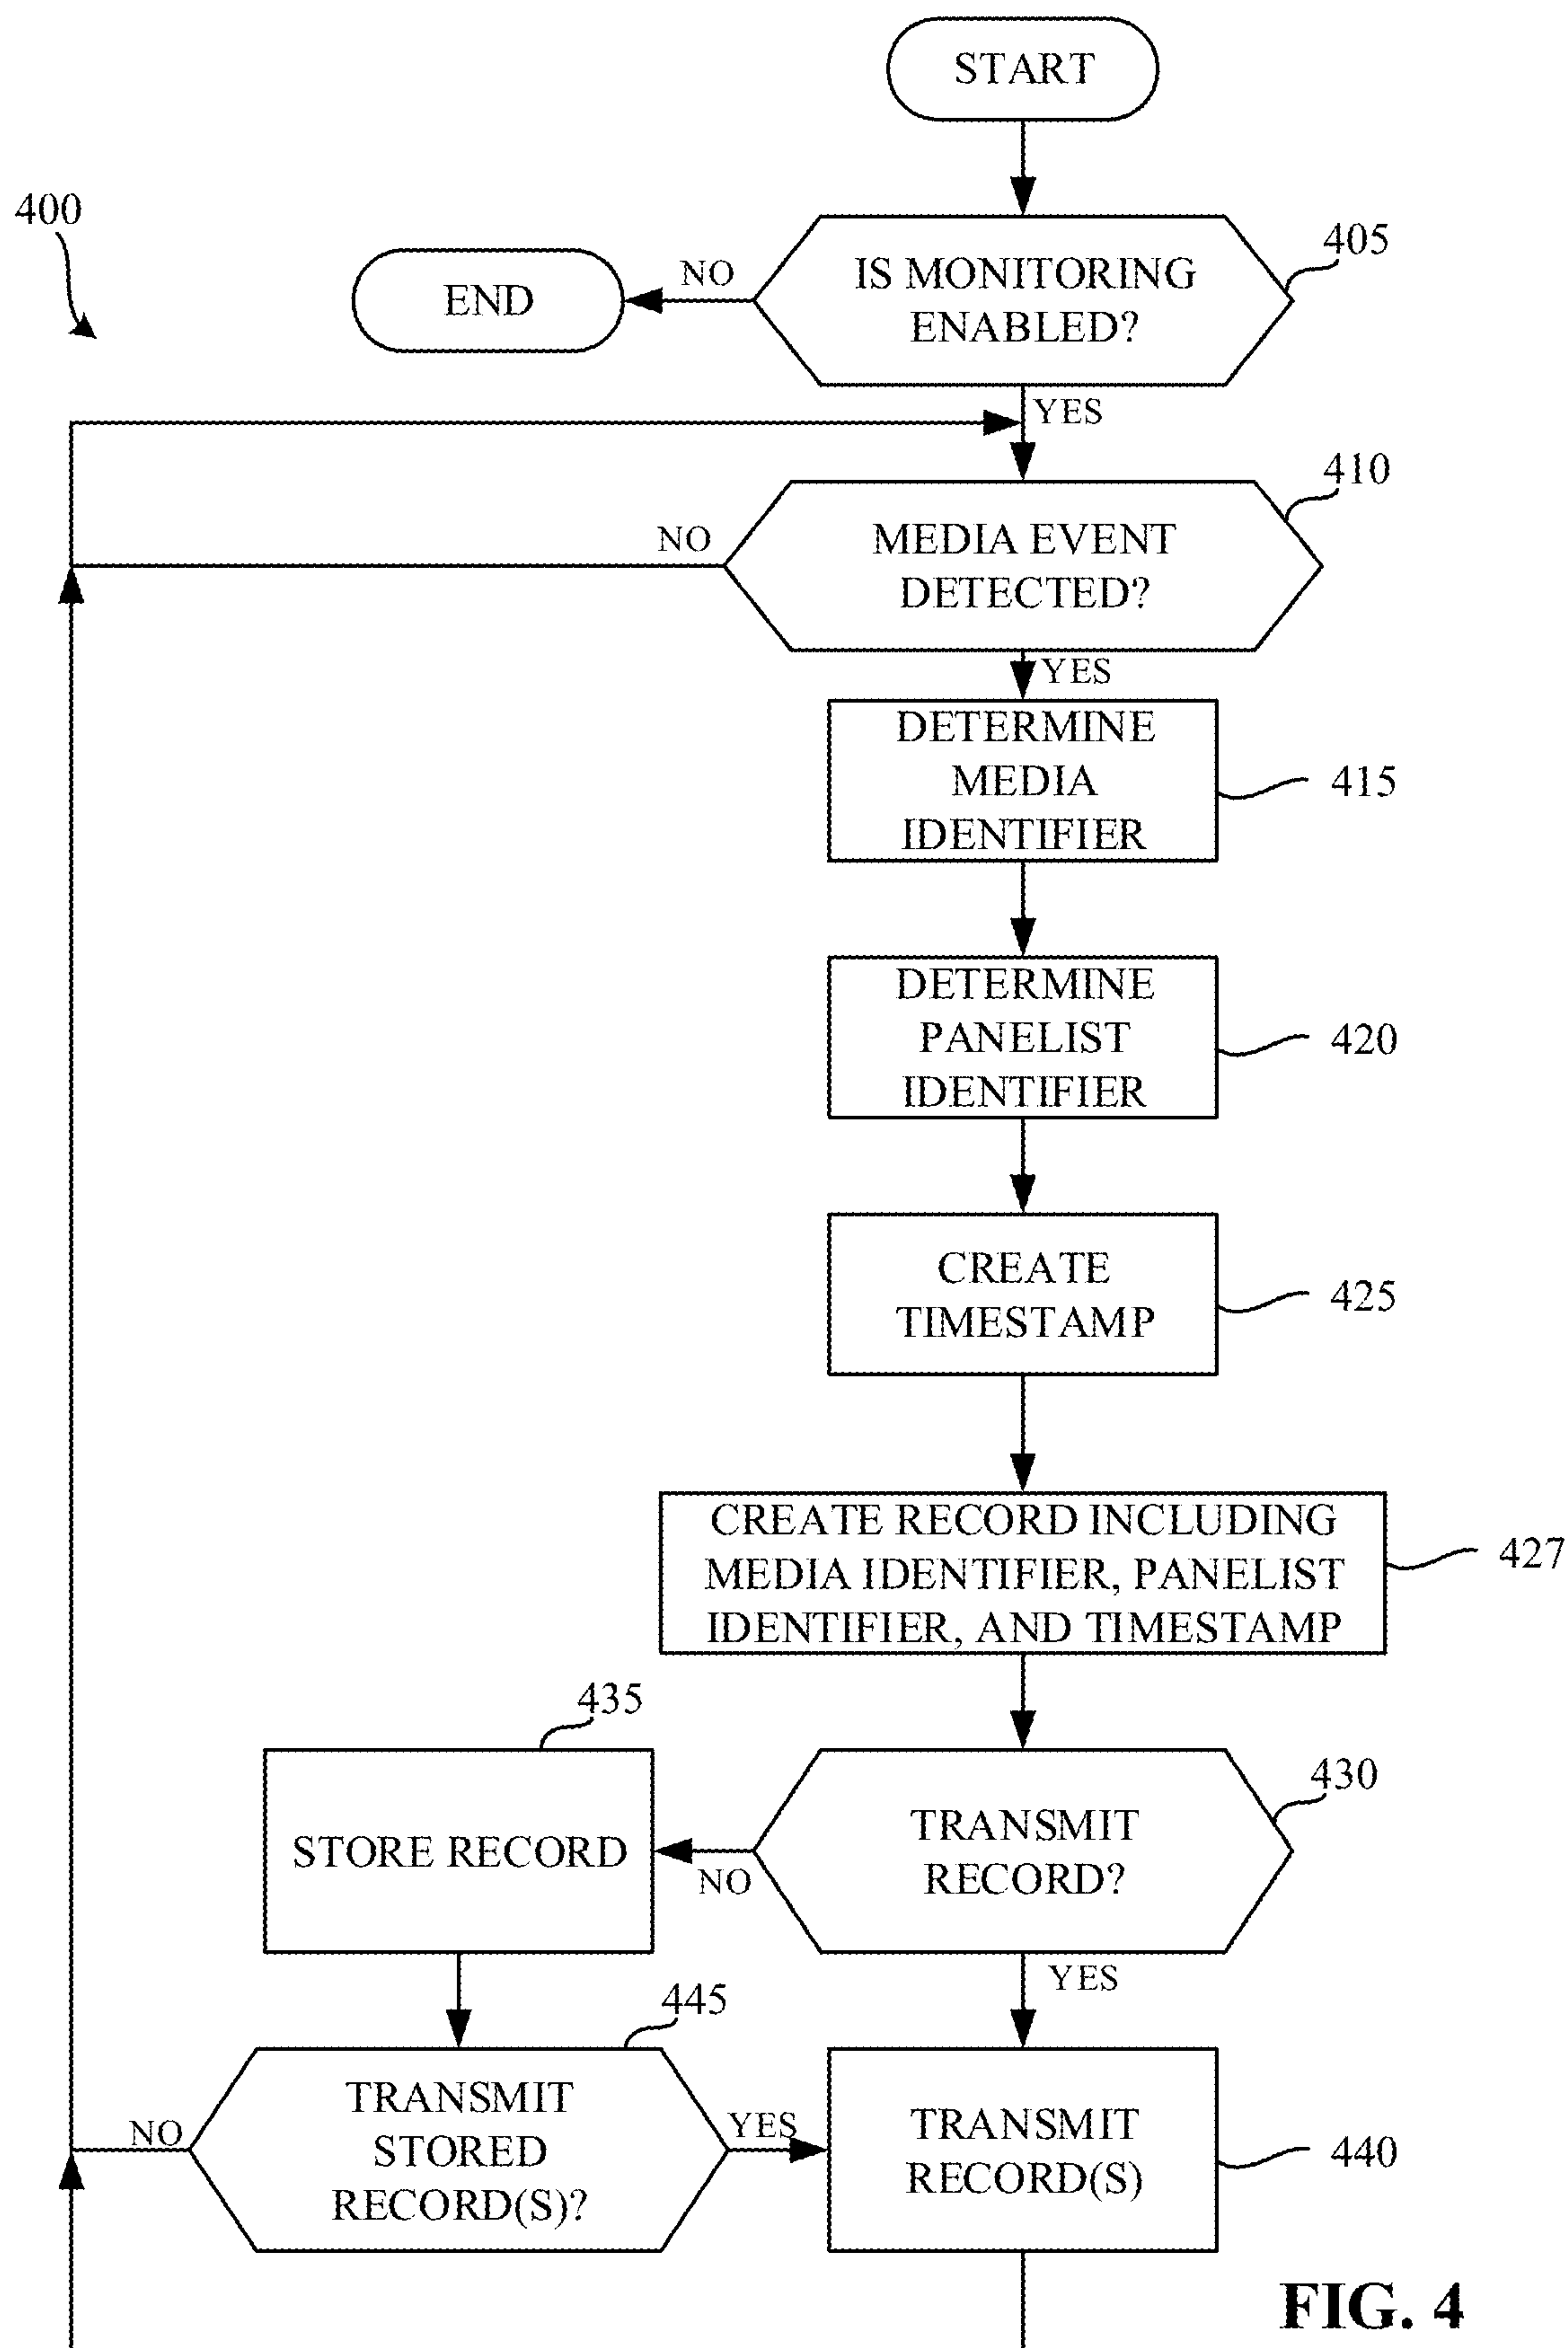 START
400
405
IS MONITORING
ENABLED?
NO
END
YES
410
MEDIA EVENT
DETECTED?
NO
YES
DETERMINE
MEDIA
IDENTIFIER
415
DETERMINE
PANELIST
IDENTIFIER
420
CREATE
TIMESTAMP
425
CREATE RECORD INCLUDING
MEDIA IDENTIFIER, PANELIST
IDENTIFIER, AND TIMESTAMP
427
435
STORE RECORD
430
TRANSMIT
RECORD?
NO
YES
445
TRANSMIT
STORED
RECORD(S)?
NO
YES
TRANSMIT
RECORD(S)
440
FIG. 4